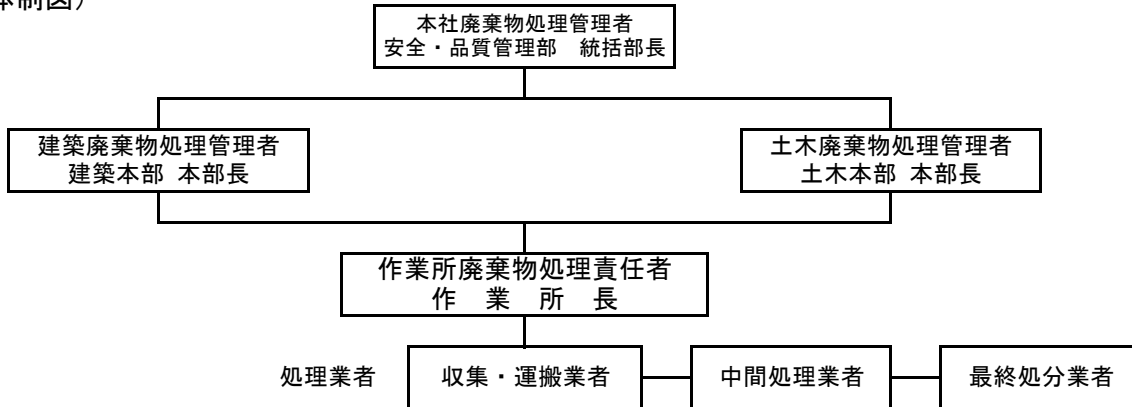 体制図）
本社廃棄物処理管理者
安全・品質管理部　統括部長
建築廃棄物処理管理者
建築本部 本部長
土木廃棄物処理管理者
土木本部 本部長
作業所廃棄物処理責任者
作　業　所　長
処理業者
収集・運搬業者
中間処理業者
最終処分業者